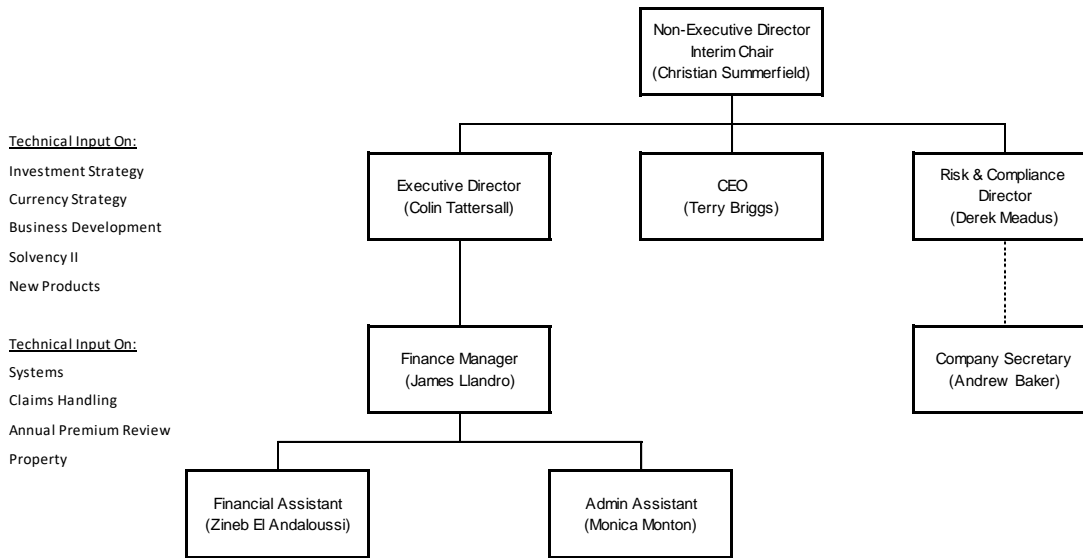 Non-Executive Director
Interim Chair
(Christian Summerfield)
Technical Input On:
Investment Strategy
Currency Strategy
Business Development
Solvency II
New Products
Executive Director
(Colin Tattersall)
CEO
(Terry Briggs)
Risk & Compliance
Director
(Derek Meadus)
Technical Input On:
Systems
Claims Handling
Annual Premium Review
Property
Finance Manager
(James Llandro)
Company Secretary
(Andrew Baker)
Financial Assistant
(Zineb El Andaloussi)
Admin Assistant
(Monica Monton)